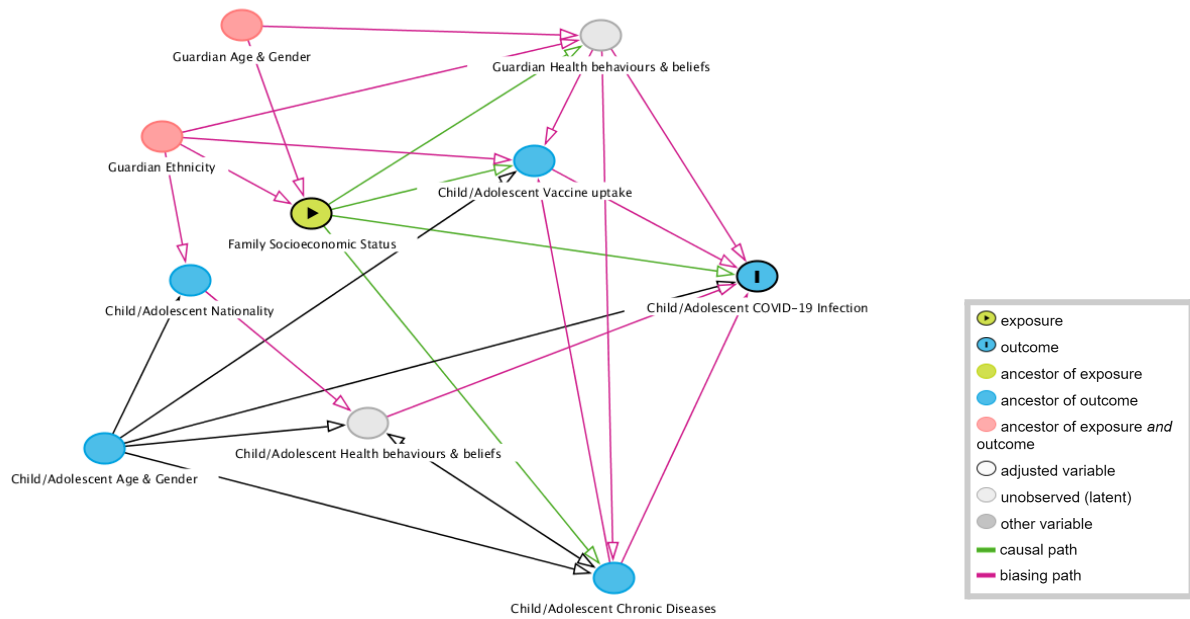 Guardian Age & Gender
Guardian Health behaviours & beliefs
Guardian Ethnicity
Child/Adolescent Vaccine uptake
Family Socioeconomic Status
Child/Adolescent Nationality
Child/Adolescent COVID-19 Infection
Child/Adolescent Health behaviours & beliefs
Child/Adolescent Age & Gender
Child/Adolescent Chronic Diseases
exposure
outcome
ancestor of exposure
ancestor of outcome
ancestor of exposure and
outcome
adjusted variable
unobserved (latent)
other variable
causal path
biasing path